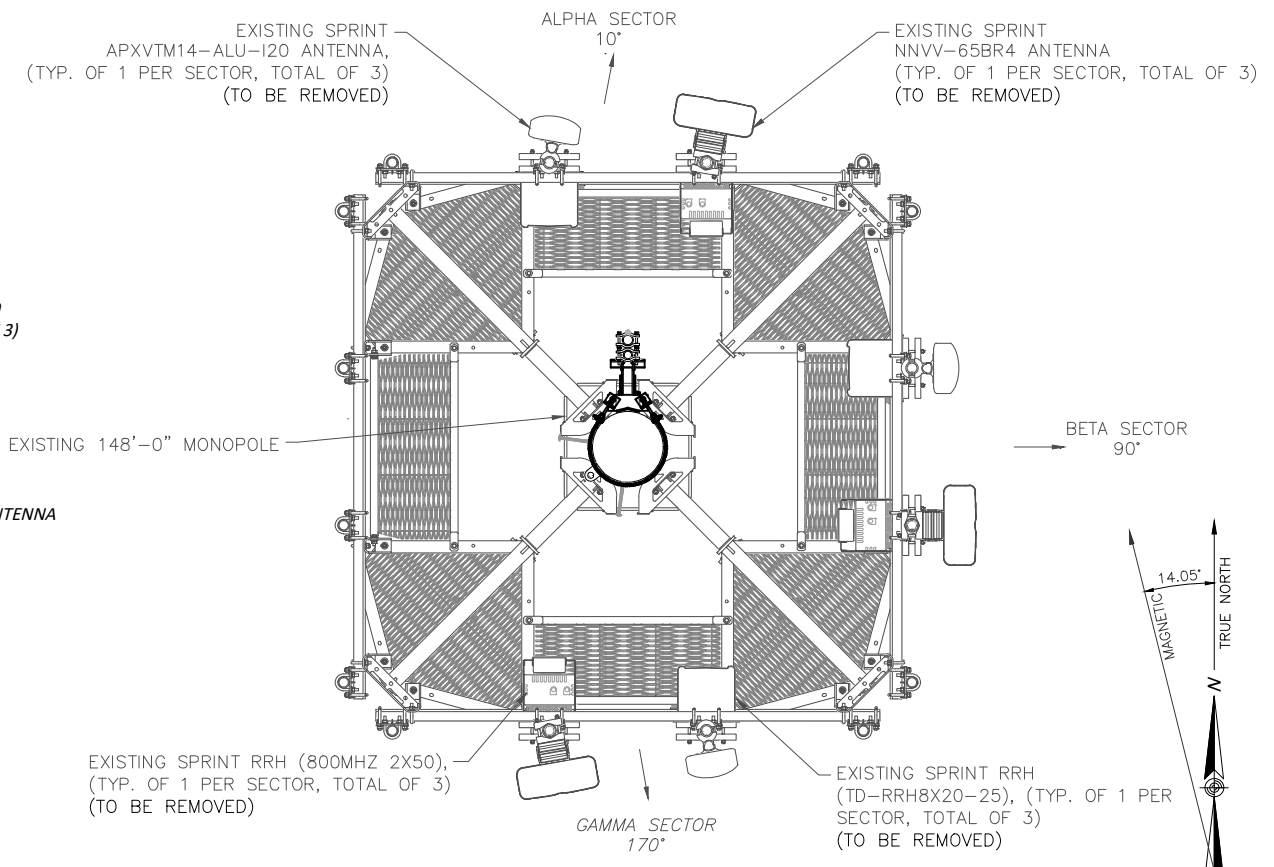 EXISTING SPRINT
APXVTM14-ALU-I20 ANTENNA,
(TYP. OF 1 PER SECTOR, TOTAL OF 3)
(TO BE REMOVED)
ALPHA SECTOR
10°
EXISTING SPRINT
NNVV-65BR4 ANTENNA
(TYP. OF 1 PER SECTOR, TOTAL OF 3)
(TO BE REMOVED)
3)
EXISTING 148'-0" MONOPOLE
BETA SECTOR
90°
14.05°
MAGNETIC
TRUE NORTH
N
EXISTING SPRINT RRH (800MHZ 2X50),
(TYP. OF 1 PER SECTOR, TOTAL OF 3)
(TO BE REMOVED)
GAMMA SECTOR
170°
EXISTING SPRINT RRH
(TD-RRH8X20-25), (TYP. OF 1 PER
SECTOR, TOTAL OF 3)
(TO BE REMOVED)